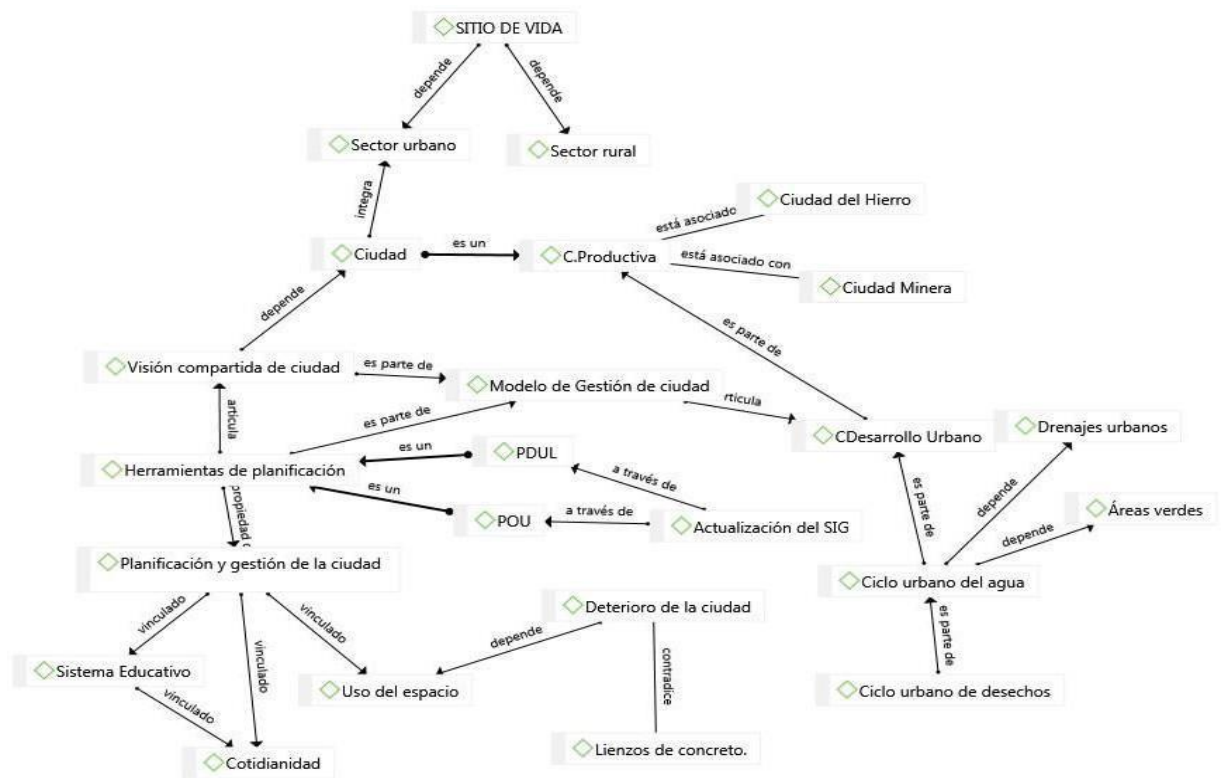 SITIO DE VIDA
depende
depende
Sector urbano
Sector rural
integra
Ciudad del Hierro
está asociado
Ciudad
es un
C.Productiva
está asociado con
Ciudad Minera
depende
es parte de
Visión compartida de ciudad
es parte de
Modelo de Gestión de ciudad
rticula
articula
es parte de
Drenajes urbanos
CDesarrollo Urbano
es un
PDUL
Herramientas de planificación
a través de
es un
depende
es parte de
Áreas verdes
propiedad d
POU
a través de
Actualización del SIG
depende
Planificación y gestión de la ciudad
Ciclo urbano del agua
vinculado
vinculado
vinculado
Deterioro de la ciudad
depende
es parte de
Sistema Educativo
contradice
Uso del espacio
Ciclo urbano de desechos
vinculado
Lienzos de concreto.
Cotidianidad